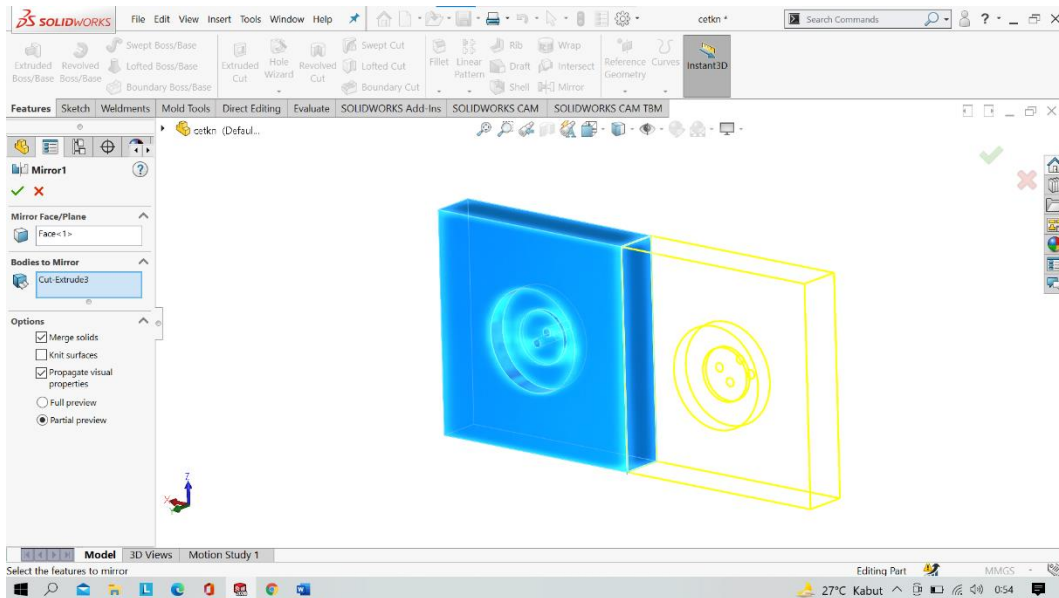 SOLIDWORKS File Edit View Insert Tools Window Help cetkn * Search Commands ?
Extruded Boss/Base Revolved Boss/Base Swept Boss/Base Lofted Boss/Base Boundary Boss/Base Extruded Cut Hole Wizard Revolved Cut Swept Cut Lofted Cut Boundary Cut Fillet Linear Pattern Rib Draft Shell Wrap Intersect Mirror Reference Geometry Curves Instant3D
Features Sketch Weldments Mold Tools Direct Editing Evaluate SOLIDWORKS Add-Ins SOLIDWORKS CAM SOLIDWORKS CAM TBM
cetkn (Defaul...
Mirror1 ?
Mirror Face/Plane
Face<1>
Bodies to Mirror
Cut-Extrude3
Options
Merge solids
Knit surfaces
Propagate visual
properties
Full preview
Partial preview
Z
X
Model 3D Views Motion Study 1
Select the features to mirror Editing Part MMGS -
L W 27°C Kabut 0:54